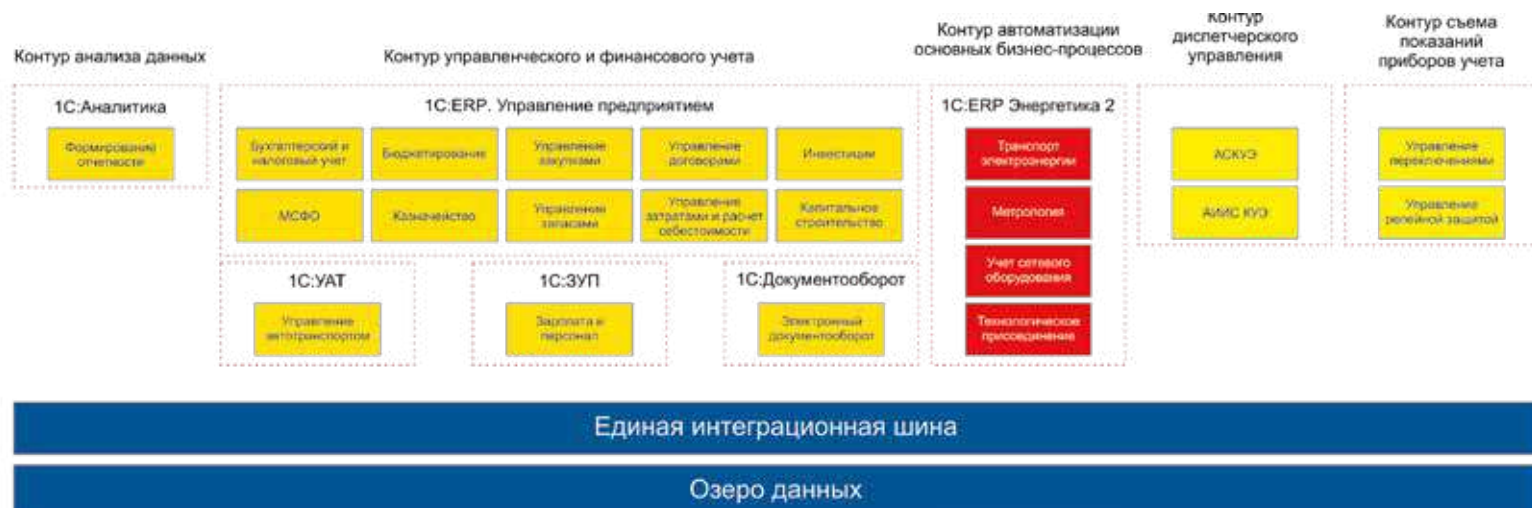 Контур анализа данных
Контур управленческого и финансового учета
Контур автоматизации
основных бизнес-процессов
Контур
диспетчерского
управления
Контур съема
показаний
приборов учета
1С:Аналитика
Формирование
отчетности
1С:ERP. Управление предприятием
Бухгалтерский и
налоговый учет
Бюджетирование
Управление
закупками
Управление
договорами
Инвестиции
МСФО
Казначейство
Управление
запасами
Управление
затратами и расчет
себестоимости
Капитальное
строительство
1С:УАТ
Управление
автотранспортом
1С:ЗУП
Зарплата и
персонал
1С:Документооборот
Электронный
документооборот
1С:ERP Энергетика 2
Транспорт
электроэнергии
Метрология
Учет сетевого
оборудования
Технологическое
присоединение
АСКУЭ
АИИС КУЭ
Управление
переключениями
Управление
релейной защитой
Единая интеграционная шина
Озеро данных